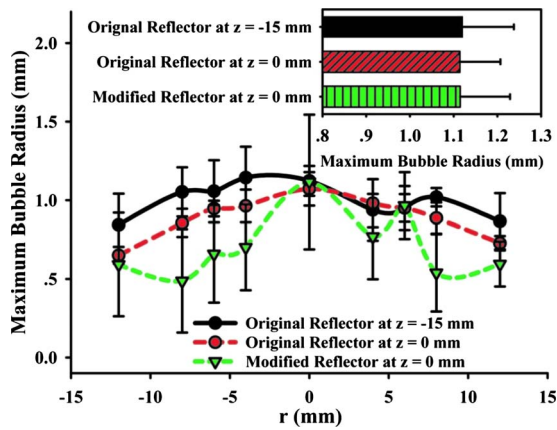 Orignal Reflector at z = -15 mm
Original Reflector at z = 0 mm
Modified Reflector at z = 0 mm
.8 .9 1.0 1.1 1.2 1.3
Maximum Bubble Radius (mm)
Maximum Bubble Radius (mm)
2.0
1.5
1.0
.5
0.0
Original Reflector at z = -15 mm
Original Reflector at z = 0 mm
Modified Reflector at z = 0 mm
-15 -10 -5 0 5 10 15
r (mm)